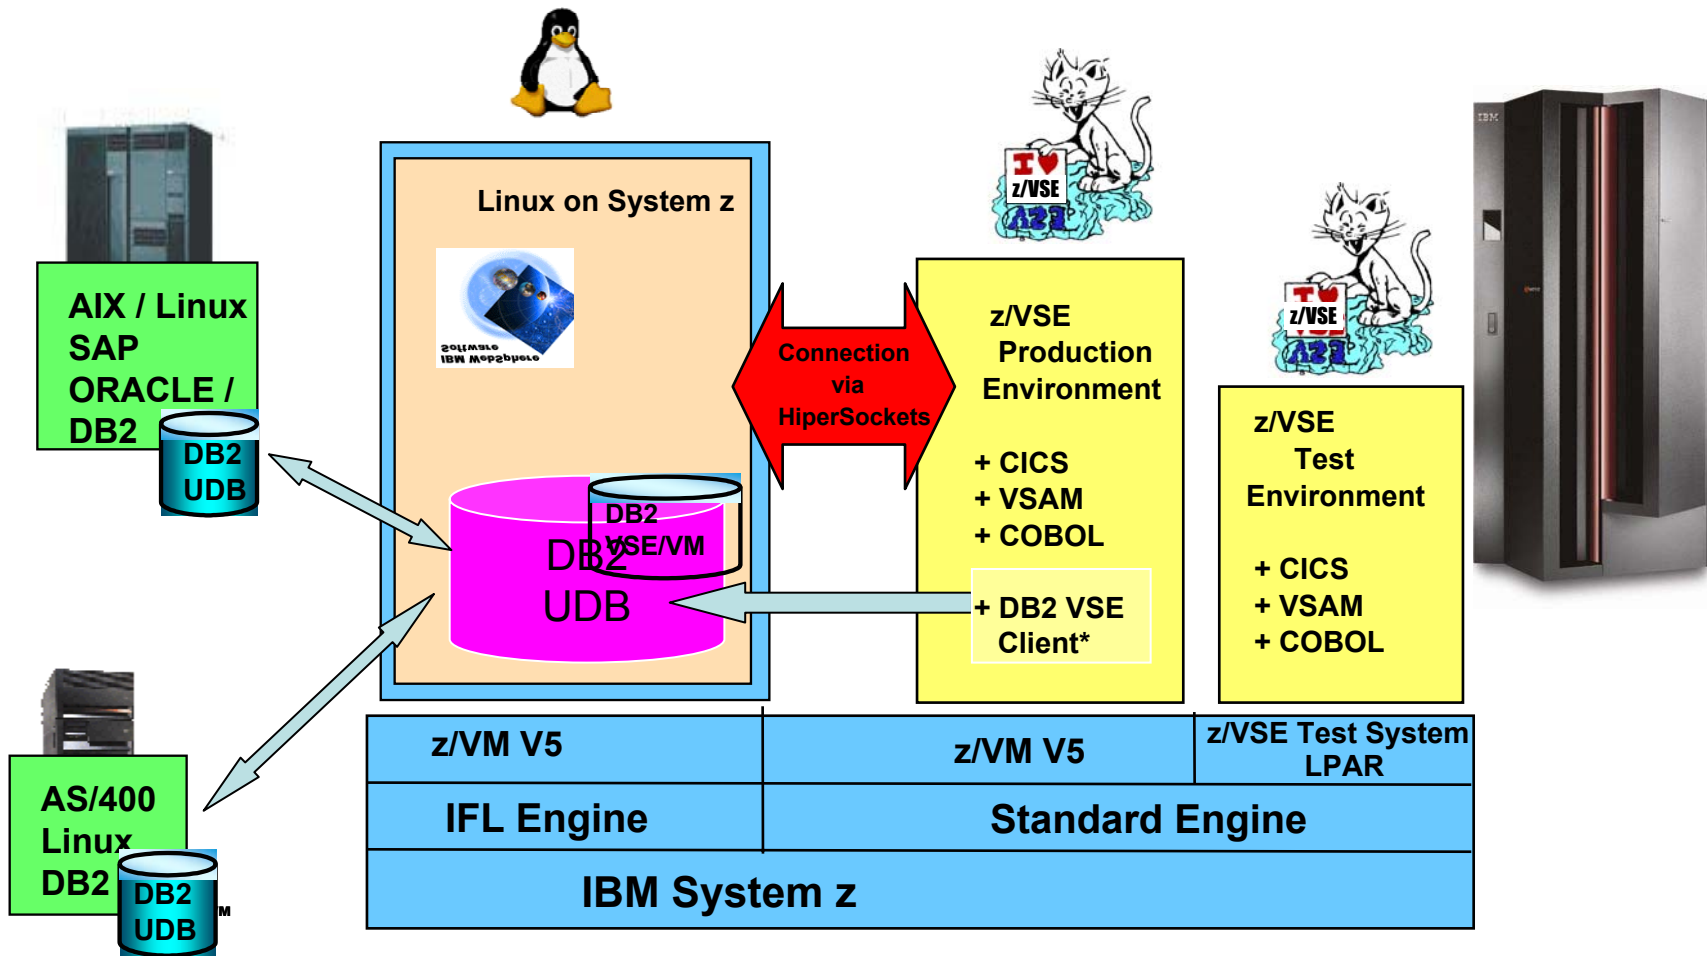 Linux on System z
IBM WebSphere
Software
I ♥
z/VSE
I ♥
z/VSE
IBM
AIX / Linux
SAP
ORACLE /
DB2
DB2
UDB
Connection
via
HiperSockets
z/VSE
Production
Environment
+ CICS
+ VSAM
+ COBOL
+ DB2 VSE
Client*
z/VSE
Test
Environment
+ CICS
+ VSAM
+ COBOL
DB2
VSE/VM
DB2
UDB
AS/400
Linux
DB2
DB2
UDB
™
z/VM V5
z/VM V5
z/VSE Test System
LPAR
IFL Engine
Standard Engine
IBM System z